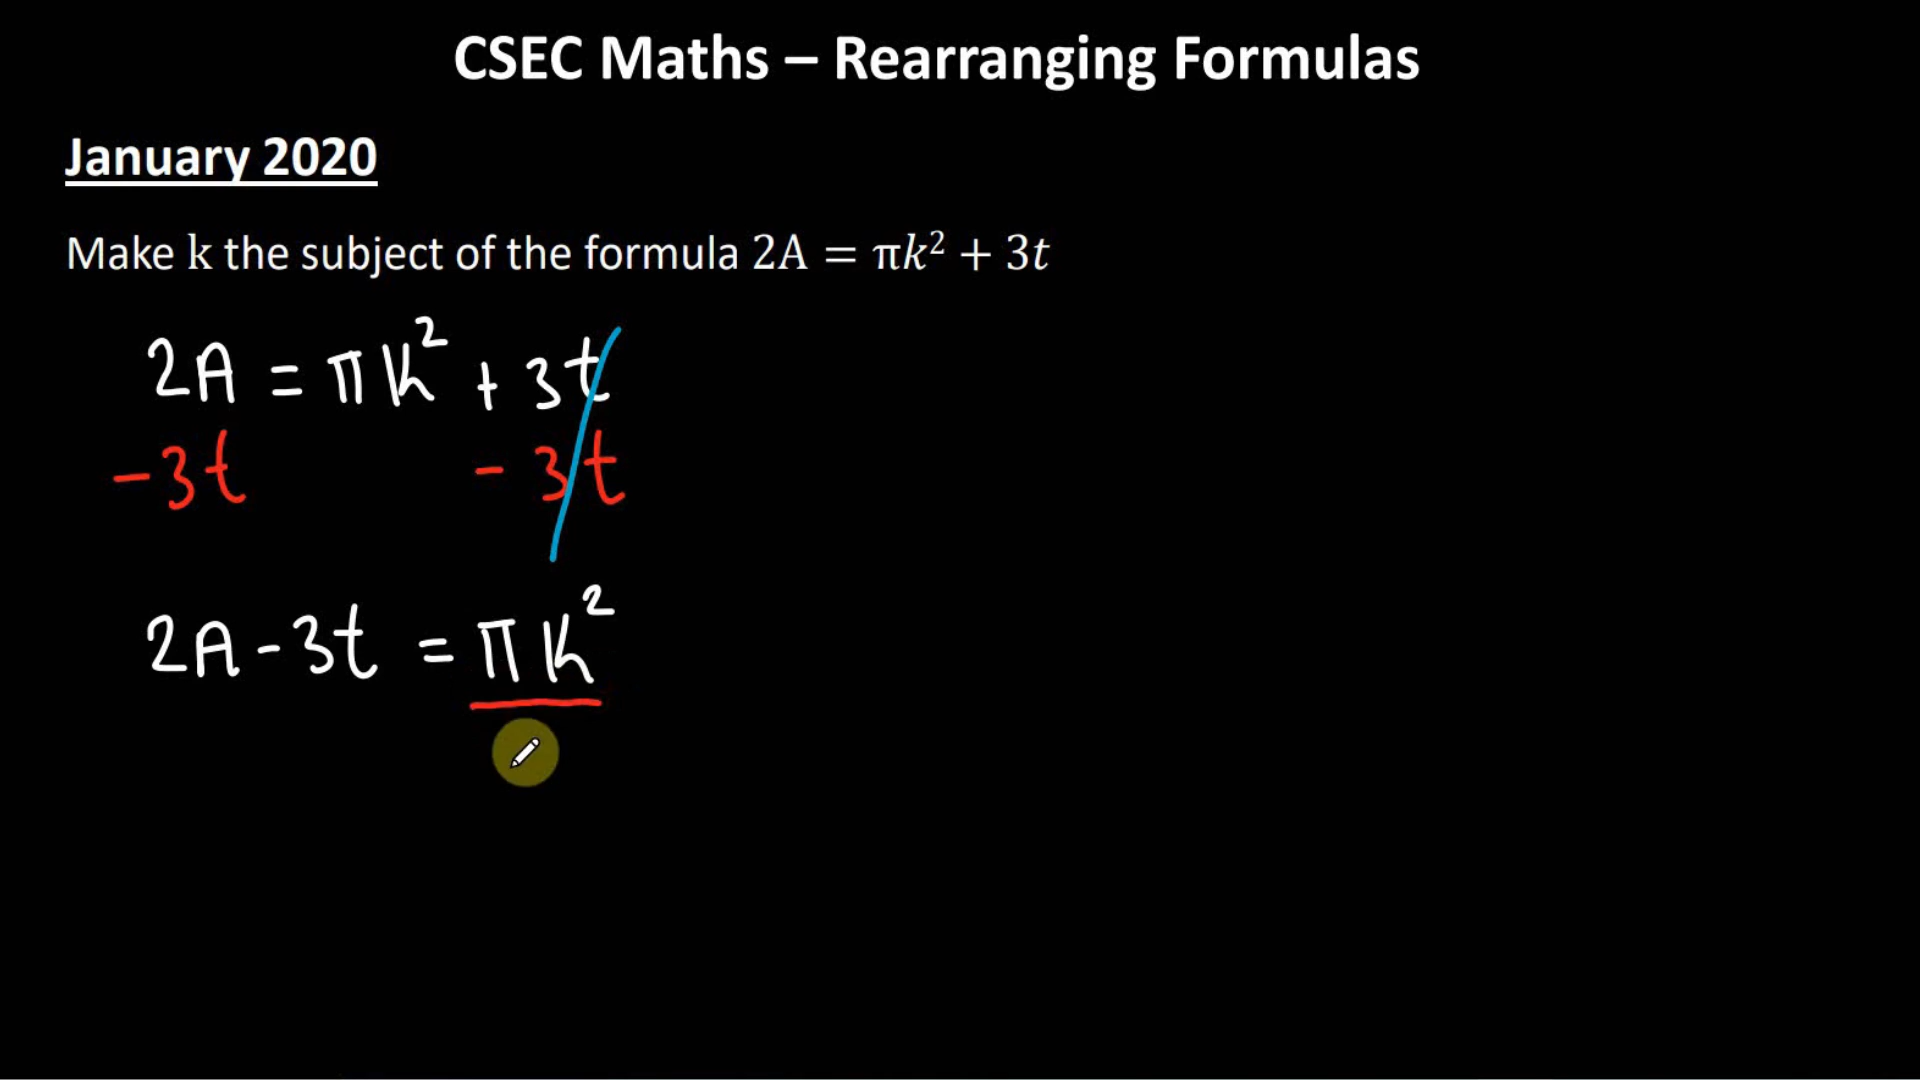 CSEC Maths – Rearranging Formulas
January 2020
Make k the subject of the formula 2A = πk² + 3t
2A = πk² + 3t
-3t - 3t
2A - 3t = πk²